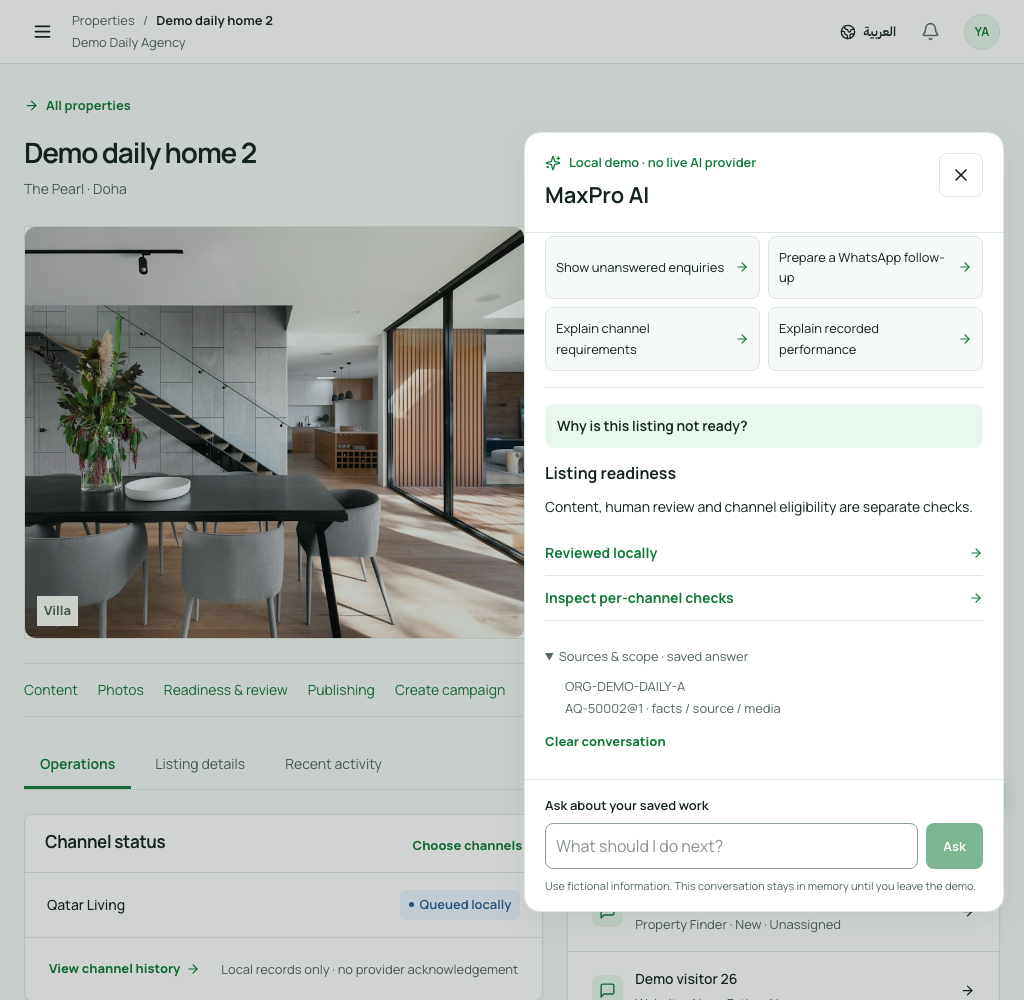 Properties / Demo daily home 2
Demo Daily Agency
العربية
YA
All properties
Demo daily home 2
The Pearl · Doha
Villa
Content Photos Readiness & review Publishing Create campaign
Operations Listing details Recent activity
Channel status
Choose channels
Qatar Living
Queued locally
View channel history
Local records only · no provider acknowledgement
Local demo · no live AI provider
MaxPro AI
Show unanswered enquiries
Prepare a WhatsApp follow-
up
Explain channel
requirements
Explain recorded
performance
Why is this listing not ready?
Listing readiness
Content, human review and channel eligibility are separate checks.
Reviewed locally
Inspect per-channel checks
Sources & scope · saved answer
ORG-DEMO-DAILY-A
AQ-50002@1 · facts / source / media
Clear conversation
Ask about your saved work
What should I do next?
Ask
Use fictional information. This conversation stays in memory until you leave the demo.
Property Finder · New · Unassigned
Demo visitor 26